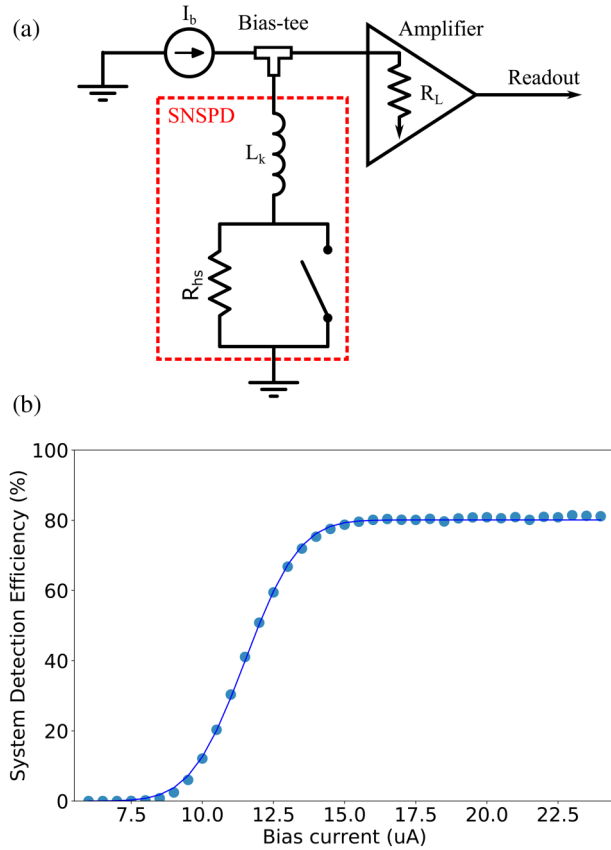 (a)
I_b
Bias-tee
Amplifier
R_L
Readout
SNSPD
L_k
R_hs
(b)
System Detection Efficiency (%)
100
80
60
40
20
0
7.5 10.0 12.5 15.0 17.5 20.0 22.5
Bias current (uA)